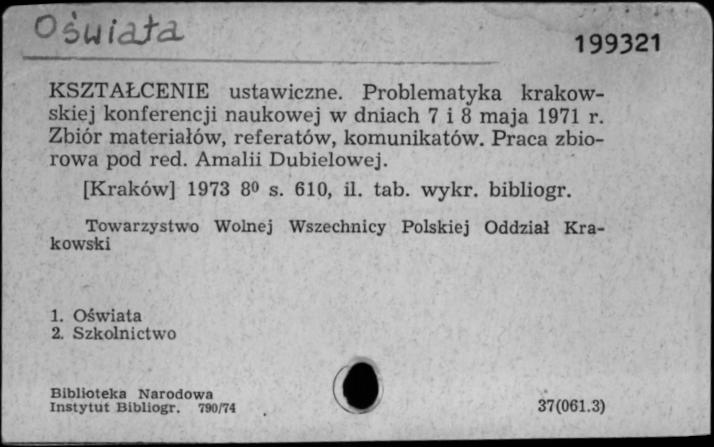 Oświata
199321
KSZTAŁCENIE ustawiczne. Problematyka krakow-
skiej konferencji naukowej w dniach 7 i 8 maja 1971 r.
Zbiór materiałów, referatów, komunikatów. Praca zbio-
rowa pod red. Amalii Dubielowej.
[Kraków] 1973 8⁰ s. 610, il. tab. wykr. bibliogr.
Towarzystwo Wolnej Wszechnicy Polskiej Oddział Kra-
kowski
1. Oświata
2. Szkolnictwo
Biblioteka Narodowa
Instytut Bibliogr. 790/74
37(061.3)